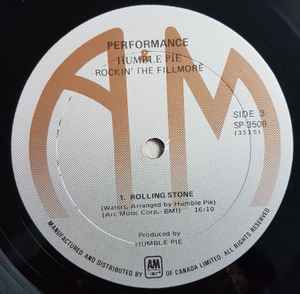 PERFORMANCE
HUMBLE PIE
ROCKIN' THE FILLMORE
SIDE 3
SP 3506
(3515)
1. ROLLING STONE
(Waters, Arranged by Humble Pie)
(Arc Music Corp.-BMI) 16:10
Produced by
HUMBLE PIE
MANUFACTURED AND DISTRIBUTED BY A&M OF CANADA LIMITED. ALL RIGHTS RESERVED